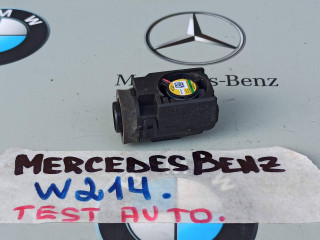 Mercedes-Benz
MERCEDES BENZ
W214.
TEST AUTO.